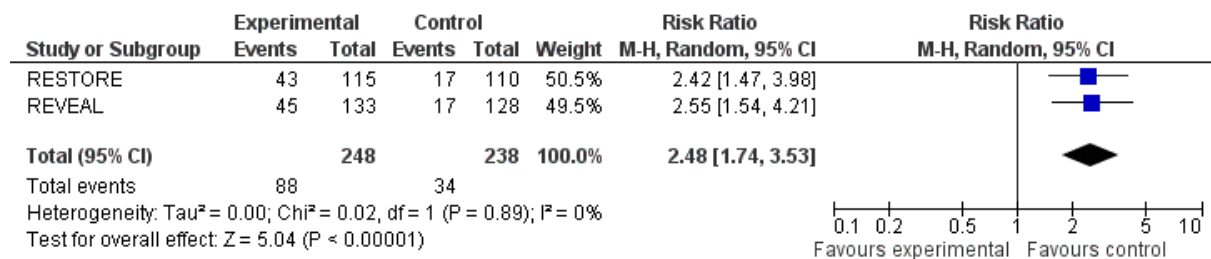 Experimental Control Risk Ratio Risk Ratio
Study or Subgroup Events Total Events Total Weight M-H, Random, 95% CI M-H, Random, 95% CI
RESTORE 43 115 17 110 50.5% 2.42 [1.47, 3.98]
REVEAL 45 133 17 128 49.5% 2.55 [1.54, 4.21]
Total (95% CI) 248 238 100.0% 2.48 [1.74, 3.53]
Total events 88 34
Heterogeneity: Tau² = 0.00; Chi² = 0.02, df = 1 (P = 0.89); I² = 0%
Test for overall effect: Z = 5.04 (P < 0.00001)
0.1 0.2 0.5 1 2 5 10
Favours experimental Favours control